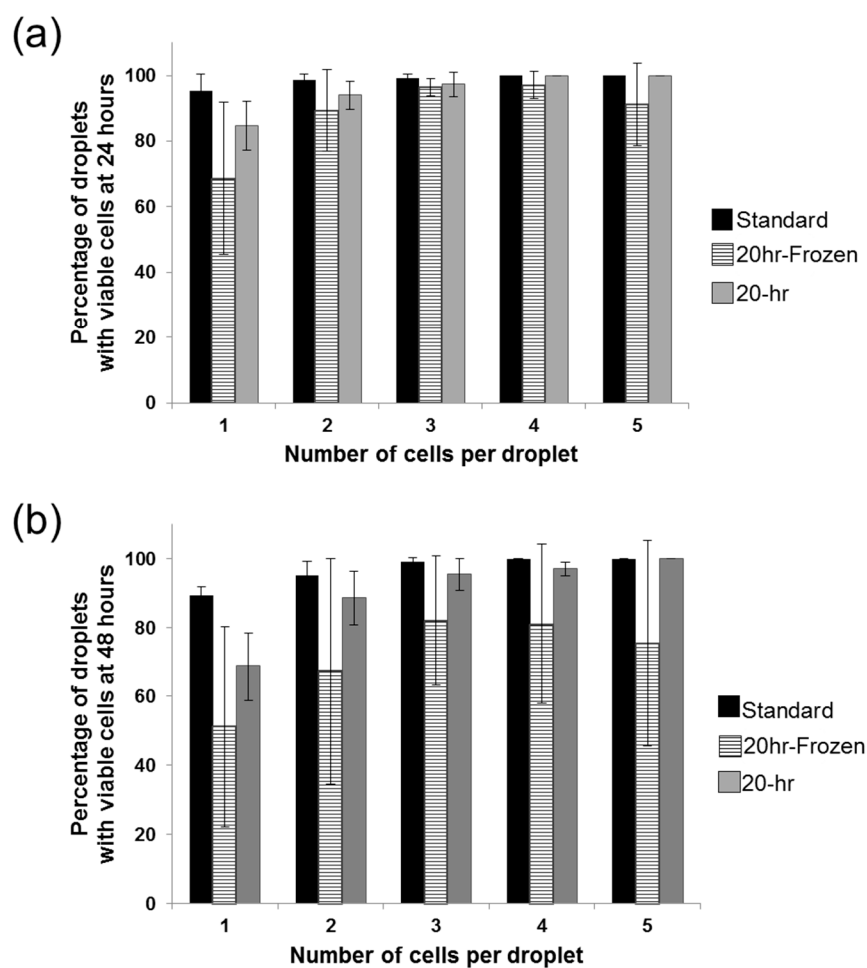 (a)
Percentage of droplets
with viable cells at 24 hours
100
80
60
40
20
0
1 2 3 4 5
Number of cells per droplet
Standard
20hr-Frozen
20-hr
(b)
Percentage of droplets
with viable cells at 48 hours
100
80
60
40
20
0
1 2 3 4 5
Number of cells per droplet
Standard
20hr-Frozen
20-hr